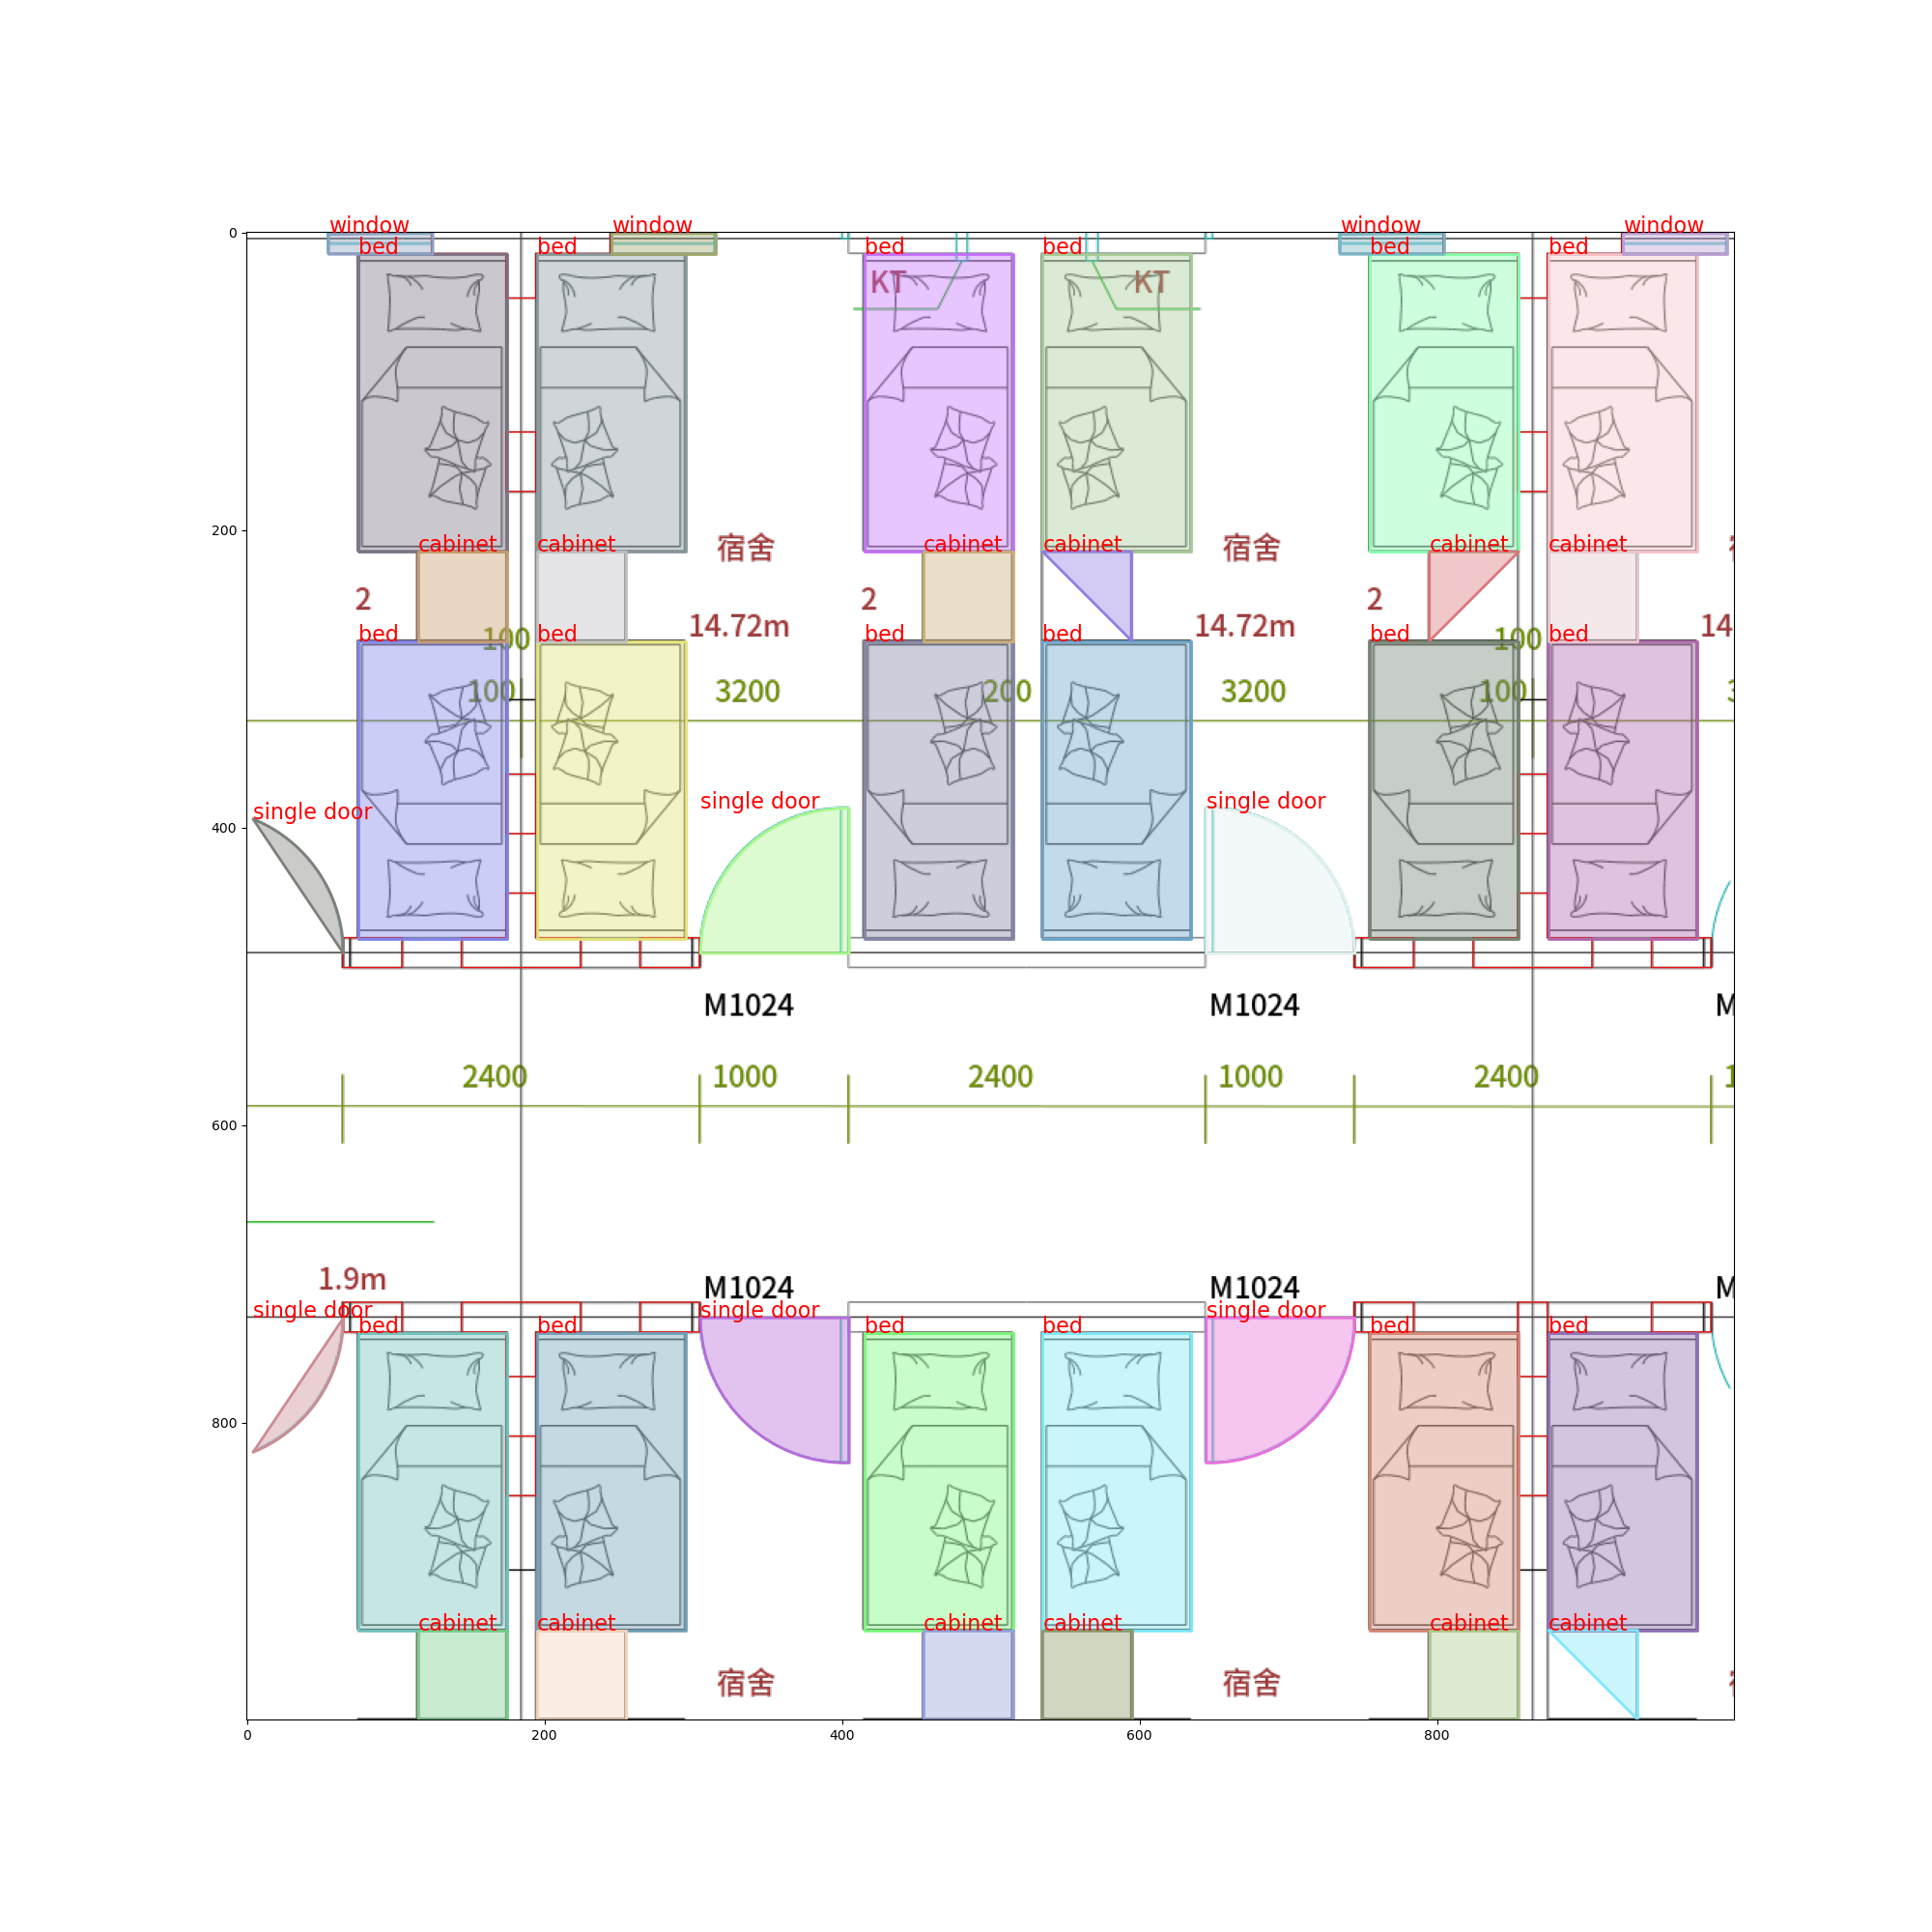 window
window
window
window
0
bed
bed
bed
bed
bed
bed
KT
KT
200
cabinet
cabinet
cabinet
cabinet
cabinet
cabinet
宿舍
宿舍
2
2
2
14.72m
14.72m
14
bed
bed
bed
bed
bed
bed
100
100
100
3200
200
3200
100
single door
single door
single door
400
M1024
M1024
M
2400
1000
2400
1000
2400
1
600
1.9m
M1024
M1024
M
single door
single door
single door
bed
bed
bed
bed
bed
bed
800
cabinet
cabinet
cabinet
cabinet
cabinet
cabinet
宿舍
宿舍
0
200
400
600
800